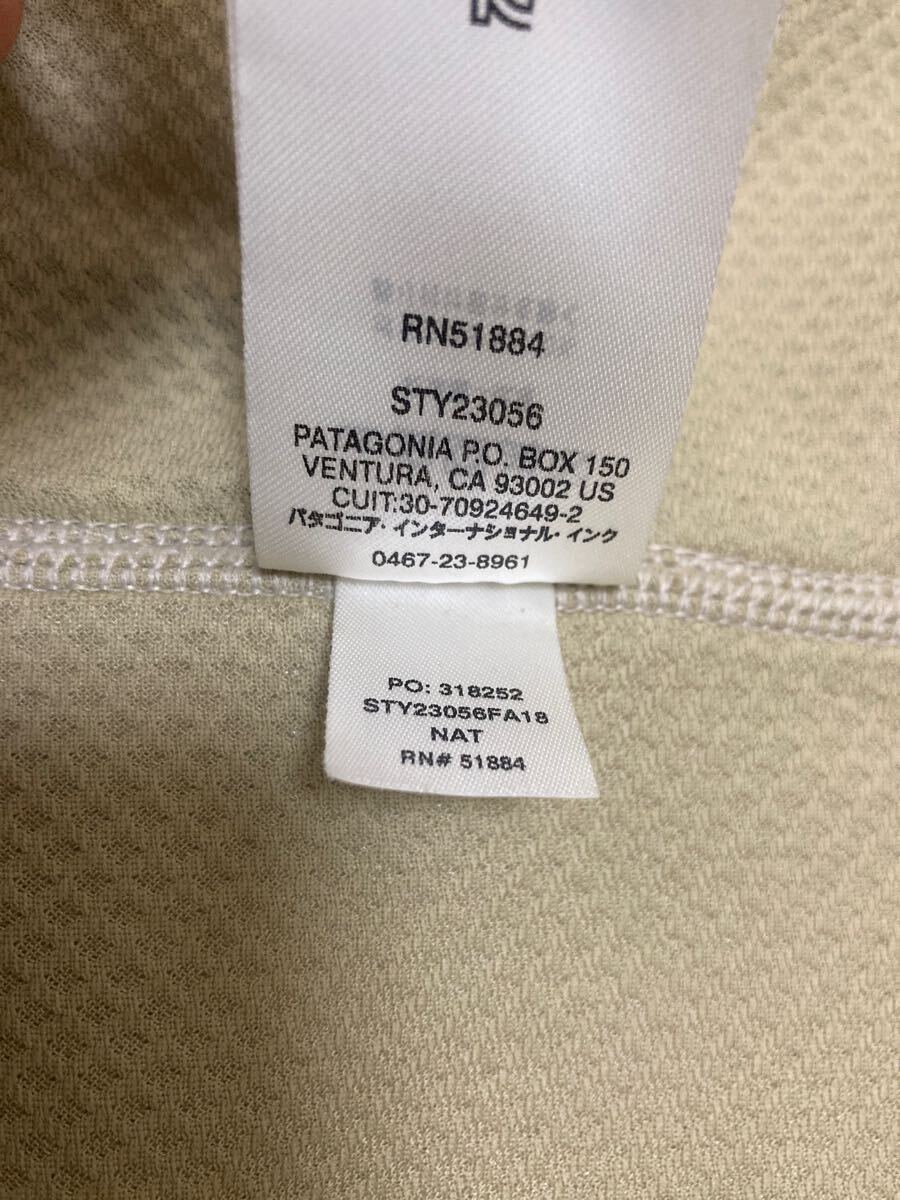 RN51884
STY23056
PATAGONIA P.O. BOX 150
VENTURA, CA 93002 US
CUIT:30-70924649-2
パタゴニア・インターナショナル・インク
0467-23-8961
PO: 318252
STY23056FA18
NAT
RN# 51884